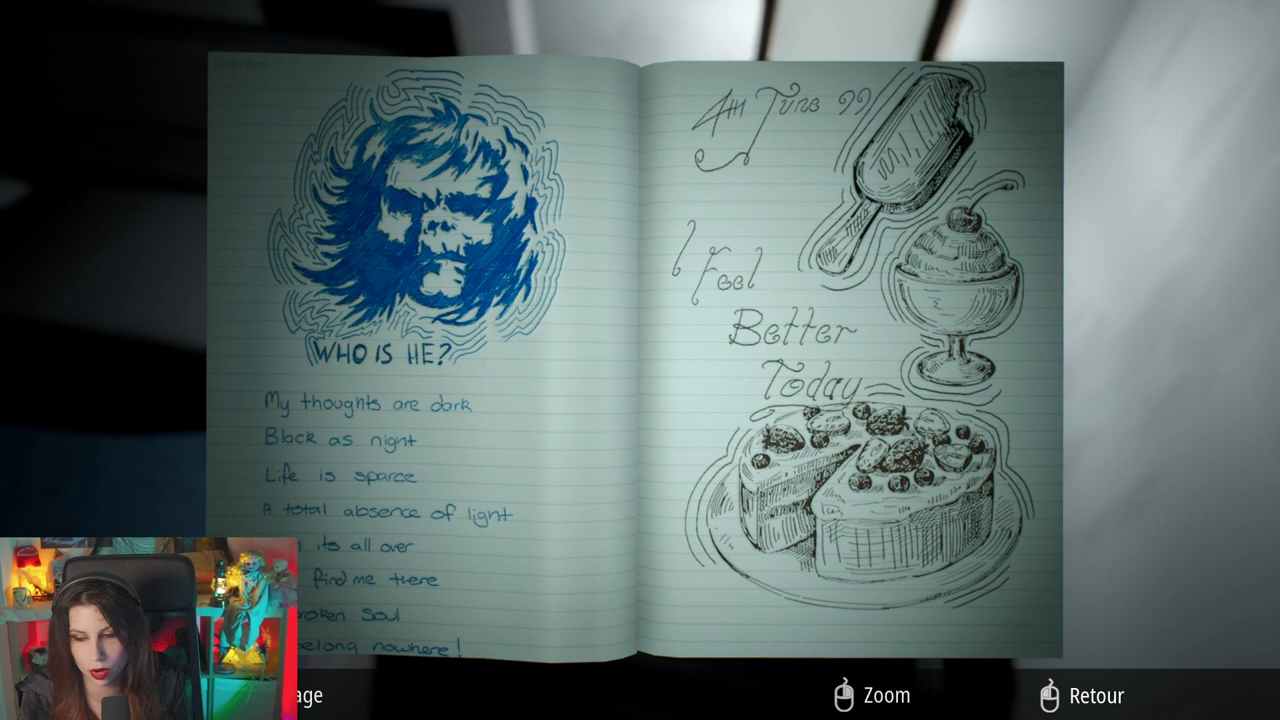 WHO IS HE?
My thoughts are dark
Black as night
Life is sparce
A total absence of light
its all over
find me there
Soul
belong nowhere!
4th June 99
I
Feel
Better
Today
Zoom
Retour